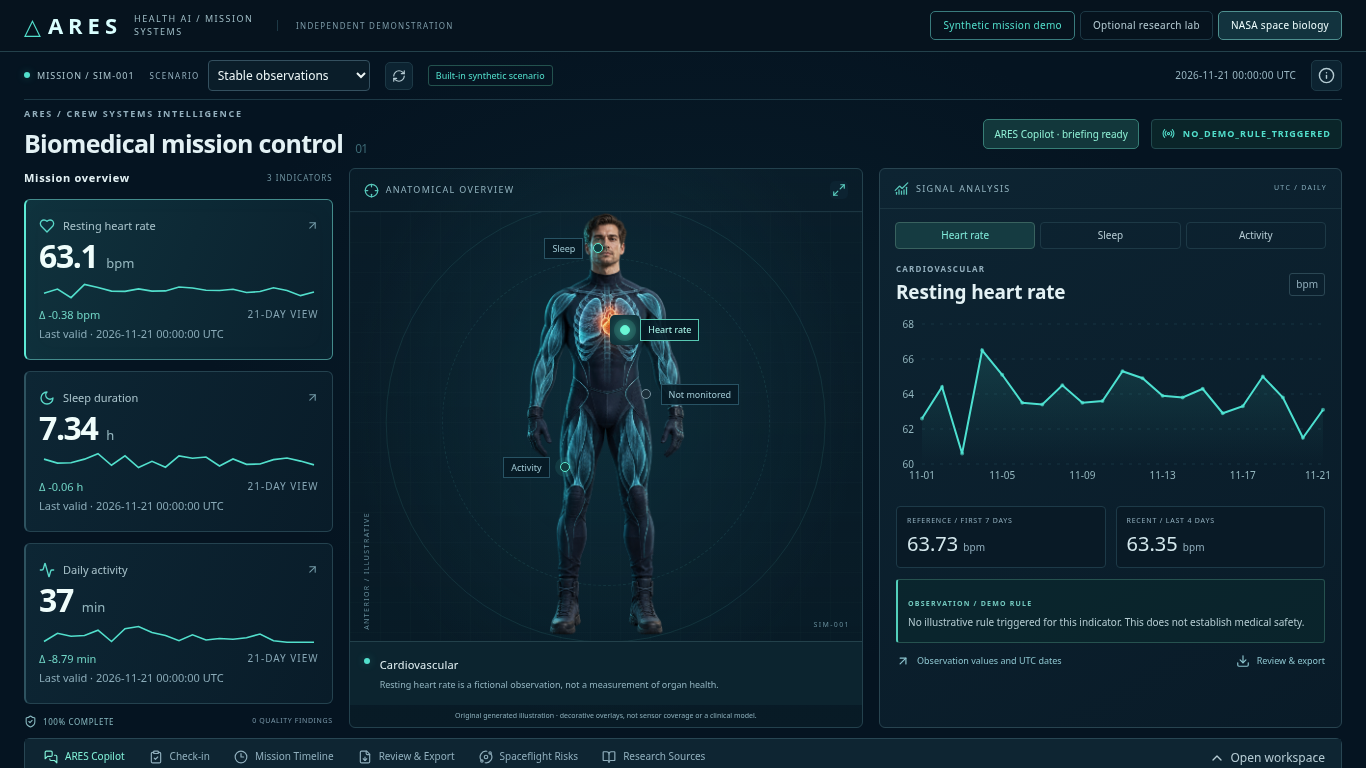 △ ARES
HEALTH AI / MISSION
SYSTEMS
INDEPENDENT DEMONSTRATION
Synthetic mission demo
Optional research lab
NASA space biology
MISSION / SIM-001
SCENARIO
Stable observations
Built-in synthetic scenario
2026-11-21 00:00:00 UTC
ARES / CREW SYSTEMS INTELLIGENCE
Biomedical mission control 01
ARES Copilot · briefing ready
NO_DEMO_RULE_TRIGGERED
Mission overview
3 INDICATORS
Resting heart rate
63.1 bpm
Δ -0.38 bpm
21-DAY VIEW
Last valid · 2026-11-21 00:00:00 UTC
Sleep duration
7.34 h
Δ -0.06 h
21-DAY VIEW
Last valid · 2026-11-21 00:00:00 UTC
Daily activity
37 min
Δ -8.79 min
21-DAY VIEW
Last valid · 2026-11-21 00:00:00 UTC
100% COMPLETE
0 QUALITY FINDINGS
ANATOMICAL OVERVIEW
Sleep
Heart rate
Not monitored
Activity
ANTERIOR / ILLUSTRATIVE
SIM-001
Cardiovascular
Resting heart rate is a fictional observation, not a measurement of organ health.
Original generated illustration · decorative overlays, not sensor coverage or a clinical model.
SIGNAL ANALYSIS
UTC / DAILY
Heart rate
Sleep
Activity
CARDIOVASCULAR
Resting heart rate
bpm
68
66
64
62
60
11-01
11-05
11-09
11-13
11-17
11-21
REFERENCE / FIRST 7 DAYS
63.73 bpm
RECENT / LAST 4 DAYS
63.35 bpm
OBSERVATION / DEMO RULE
No illustrative rule triggered for this indicator. This does not establish medical safety.
Observation values and UTC dates
Review & export
ARES Copilot
Check-in
Mission Timeline
Review & Export
Spaceflight Risks
Research Sources
Open workspace